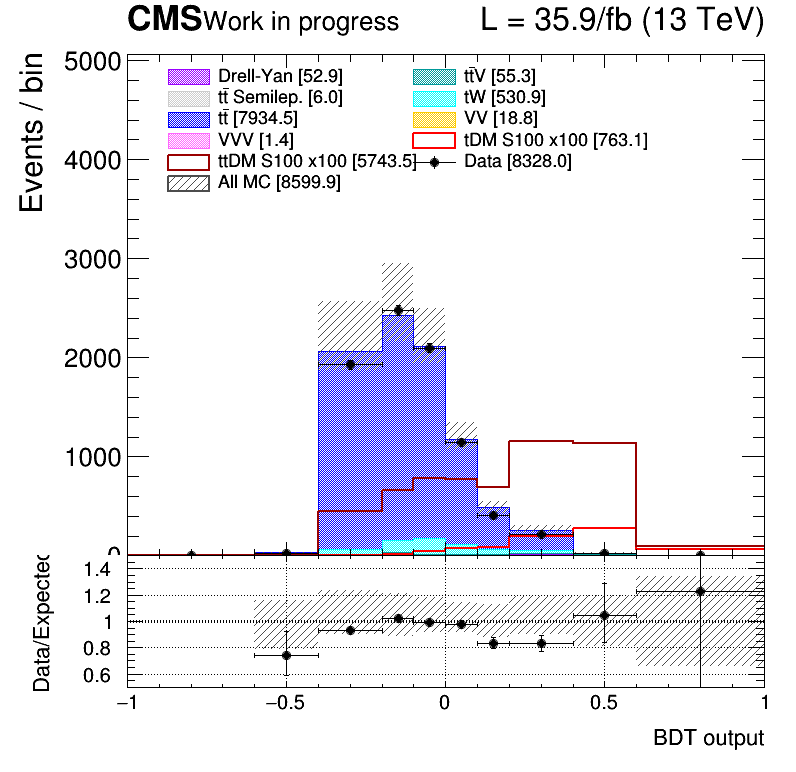 CMS Work in progress L = 35.9/fb (13 TeV)
Events / bin
5000
4000
3000
2000
1000
0
Drell-Yan [52.9] tt̄V [55.3]
tt̄ Semilep. [6.0] tW [530.9]
tt̄ [7934.5] VV [18.8]
VVV [1.4] tDM S100 x100 [763.1]
ttDM S100 x100 [5743.5] Data [8328.0]
All MC [8599.9]
Data/Expected
1.4
1.2
1
0.8
0.6
−1 −0.5 0 0.5 1
BDT output